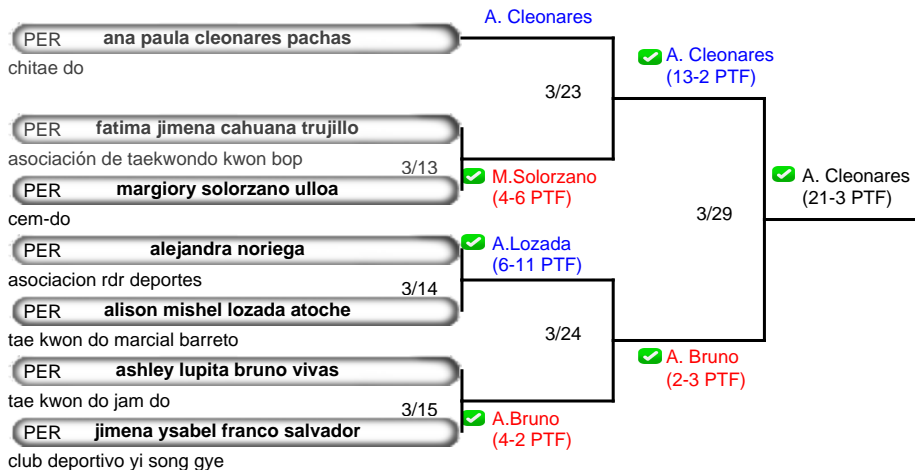 A. Cleonares
PER ana paula cleonares pachas
chitae do
3/23
A. Cleonares
(13-2 PTF)
PER fatima jimena cahuana trujillo
asociación de taekwondo kwon bop
3/13
PER margiory solorzano ulloa
cem-do
M.Solorzano
(4-6 PTF)
3/29
A. Cleonares
(21-3 PTF)
PER alejandra noriega
asociacion rdr deportes
3/14
A.Lozada
(6-11 PTF)
PER alison mishel lozada atoche
tae kwon do marcial barreto
3/24
A. Bruno
(2-3 PTF)
PER ashley lupita bruno vivas
tae kwon do jam do
3/15
PER jimena ysabel franco salvador
club deportivo yi song gye
A.Bruno
(4-2 PTF)